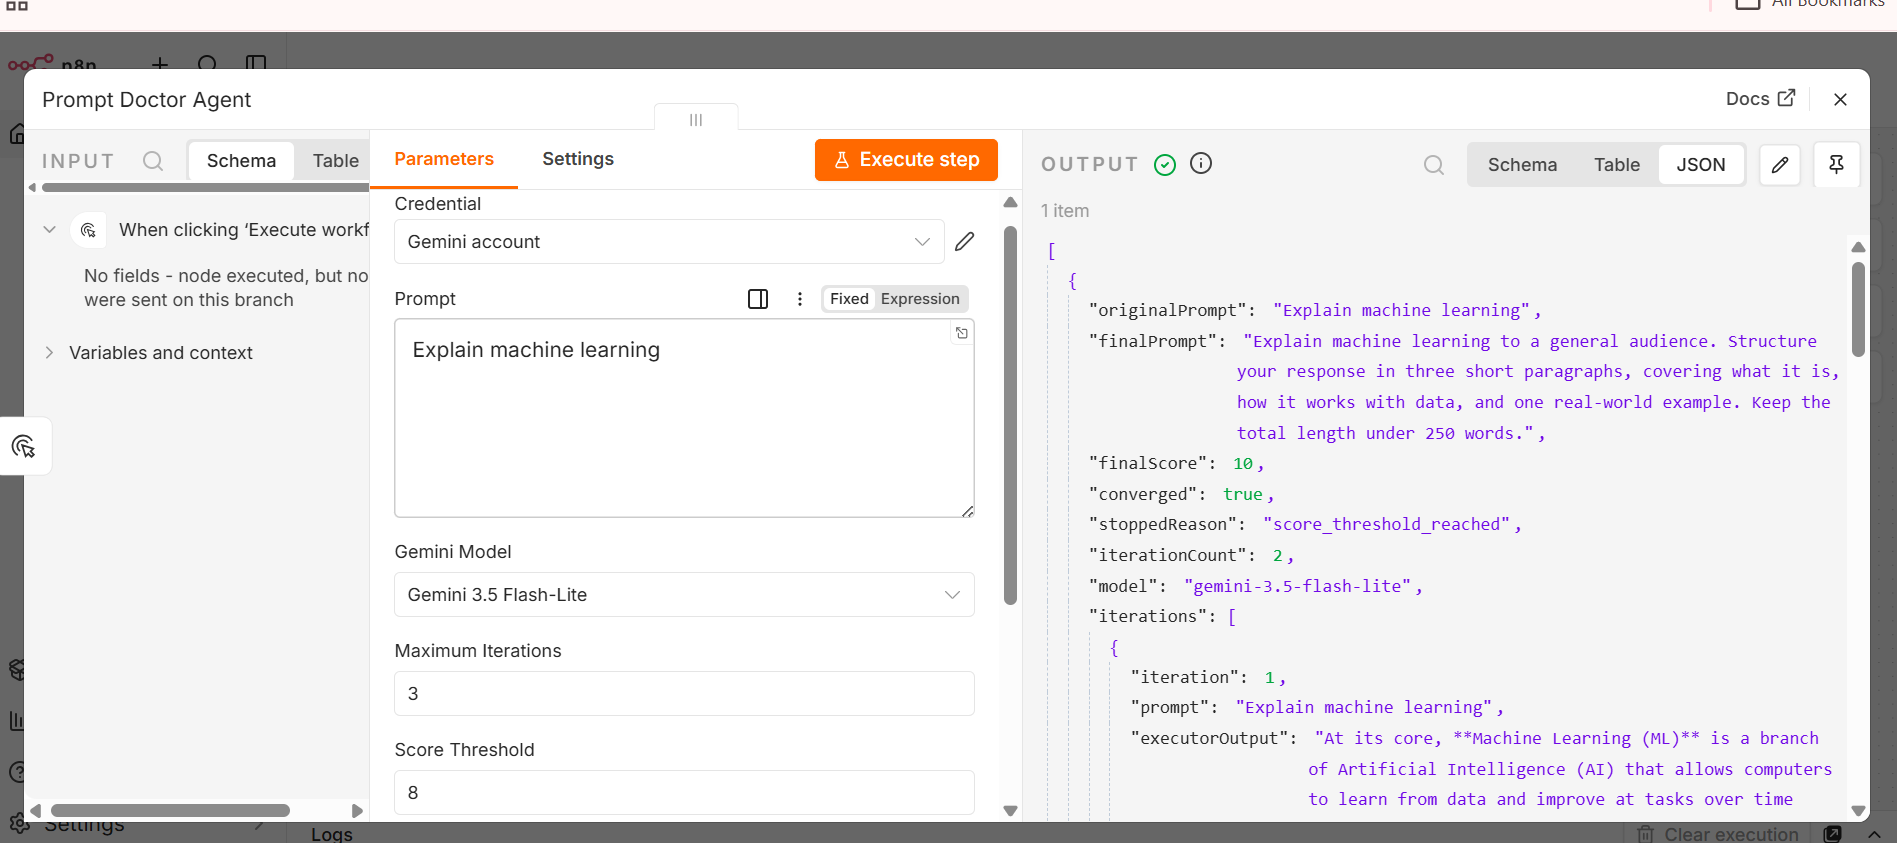 All Bookmarks
n8n
Prompt Doctor Agent
Docs
INPUT
Schema
Table
When clicking ‘Execute workf
No fields - node executed, but no
were sent on this branch
Variables and context
Parameters
Settings
Execute step
Credential
Gemini account
Prompt
Fixed
Expression
Explain machine learning
Gemini Model
Gemini 3.5 Flash-Lite
Maximum Iterations
3
Score Threshold
8
OUTPUT
Schema
Table
JSON
1 item
[
{
"originalPrompt": "Explain machine learning",
"finalPrompt": "Explain machine learning to a general audience. Structure
your response in three short paragraphs, covering what it is,
how it works with data, and one real-world example. Keep the
total length under 250 words.",
"finalScore": 10,
"converged": true,
"stoppedReason": "score_threshold_reached",
"iterationCount": 2,
"model": "gemini-3.5-flash-lite",
"iterations": [
{
"iteration": 1,
"prompt": "Explain machine learning",
"executorOutput": "At its core, **Machine Learning (ML)** is a branch
of Artificial Intelligence (AI) that allows computers
to learn from data and improve at tasks over time
Settings
Logs
Clear execution